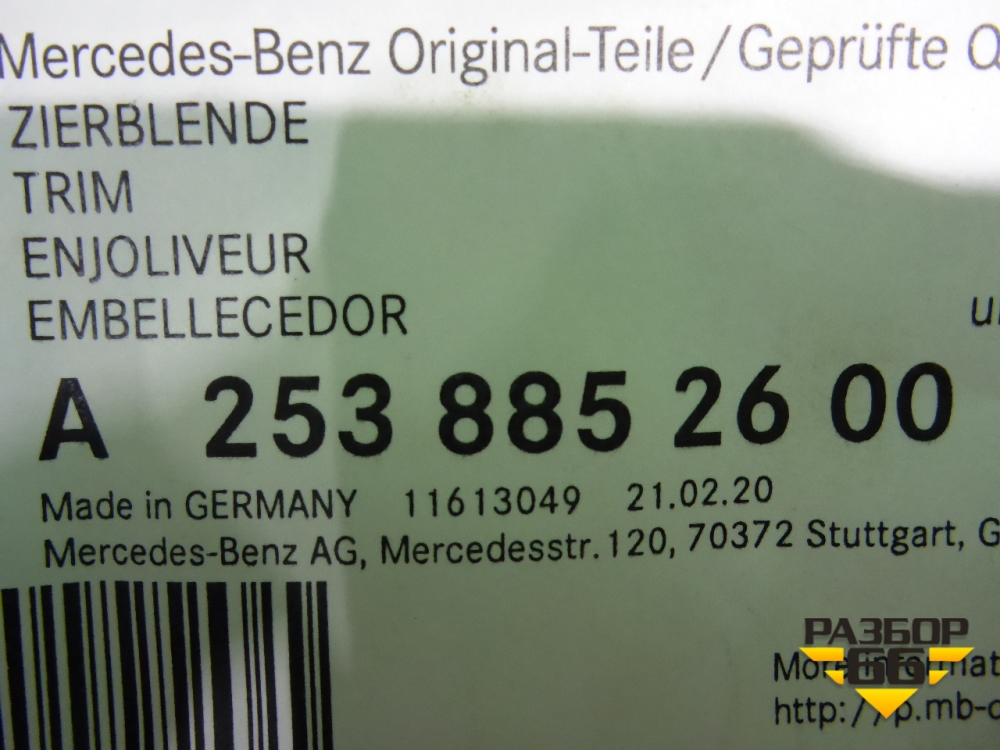 Mercedes-Benz Original-Teile/Geprüfte Q
ZIERBLENDE
TRIM
ENJOLIVEUR
EMBELLECEDOR
A 253 885 26 00
Made in GERMANY 11613049 21.02.20
Mercedes-Benz AG, Mercedesstr. 120, 70372 Stuttgart, G
РАЗБОР
66
http:/